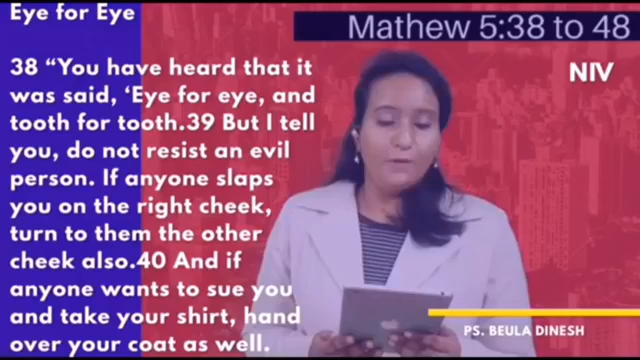 Eye for Eye
Mathew 5:38 to 48
NIV
38 “You have heard that it
was said, ‘Eye for eye, and
tooth for tooth.39 But I tell
you, do not resist an evil
person. If anyone slaps
you on the right cheek,
turn to them the other
cheek also.40 And if
anyone wants to sue you
and take your shirt, hand
over your coat as well.
PS. BEULA DINESH